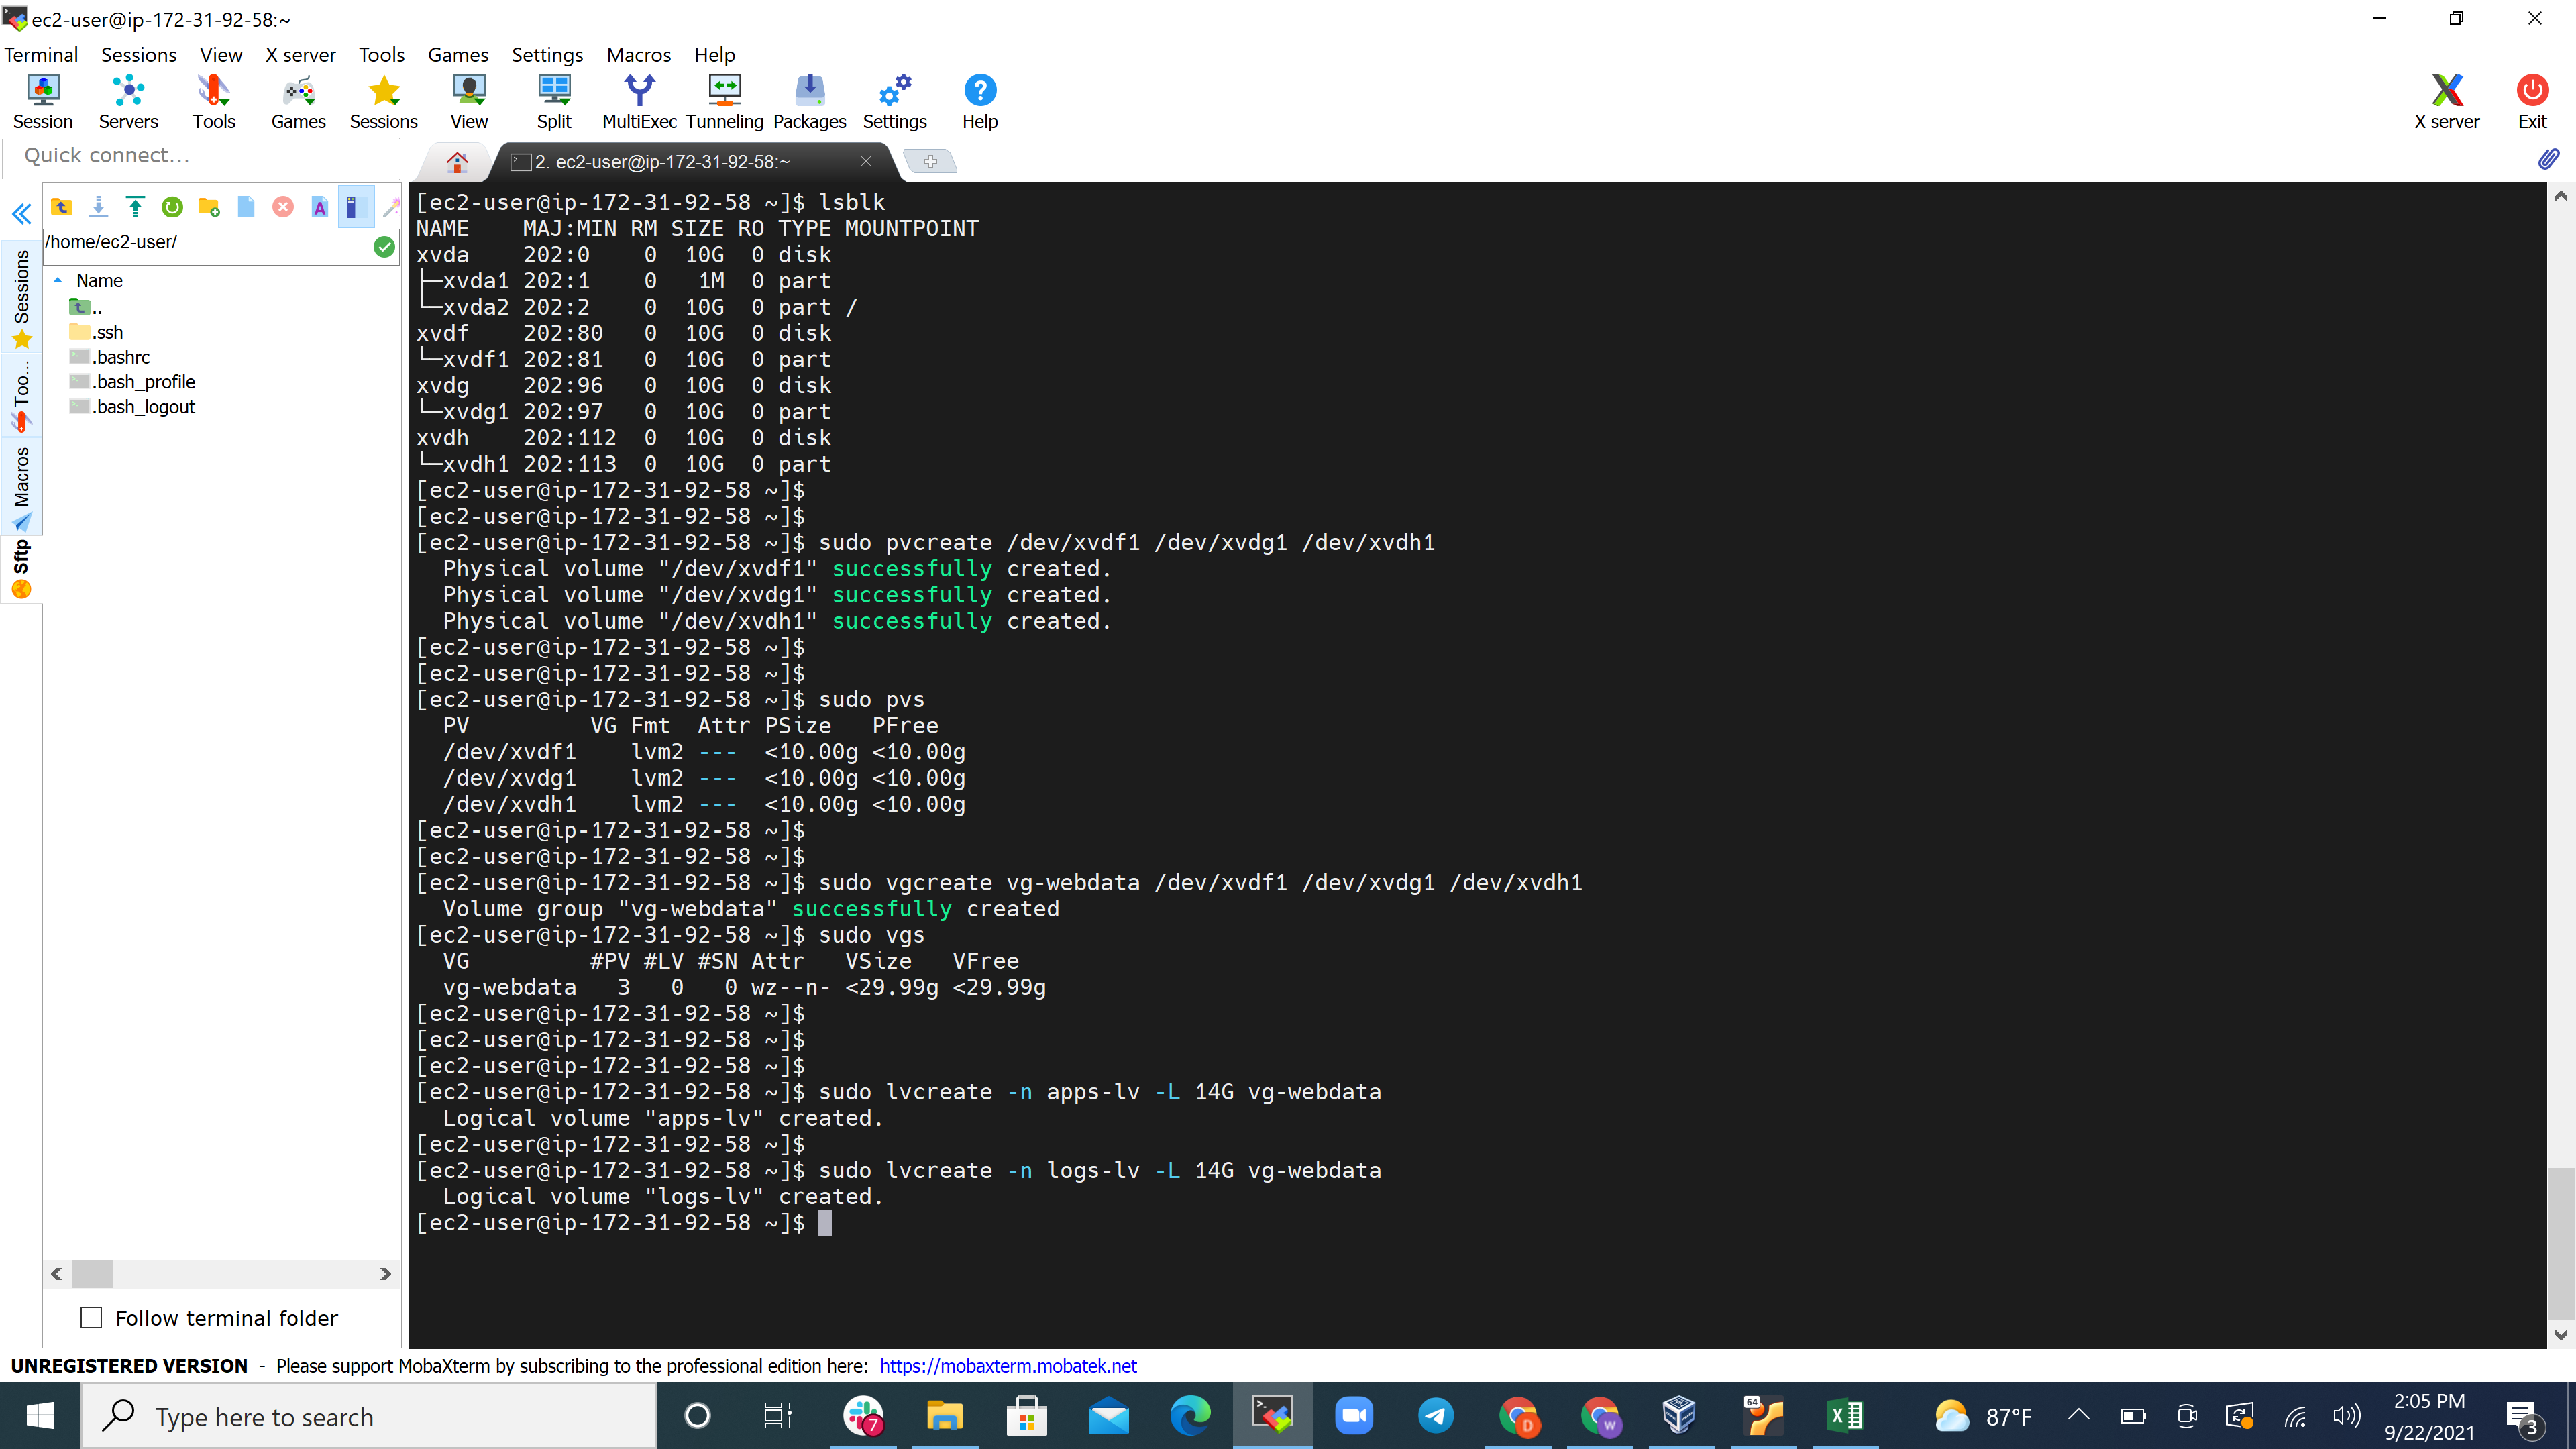 ec2-user@ip-172-31-92-58:~
Terminal Sessions View X server Tools Games Settings Macros Help
Session Servers Tools Games Sessions View Split MultiExec Tunneling Packages Settings Help X server Exit
Quick connect...
2. ec2-user@ip-172-31-92-58:~
/home/ec2-user/
Name
..
.ssh
.bashrc
.bash_profile
.bash_logout
Sessions
Too...
Macros
Sftp
Follow terminal folder
[ec2-user@ip-172-31-92-58 ~]$ lsblk
NAME    MAJ:MIN RM SIZE RO TYPE MOUNTPOINT
xvda    202:0    0  10G  0 disk
├─xvda1 202:1    0   1M  0 part
└─xvda2 202:2    0  10G  0 part /
xvdf    202:80   0  10G  0 disk
└─xvdf1 202:81   0  10G  0 part
xvdg    202:96   0  10G  0 disk
└─xvdg1 202:97   0  10G  0 part
xvdh    202:112  0  10G  0 disk
└─xvdh1 202:113  0  10G  0 part
[ec2-user@ip-172-31-92-58 ~]$
[ec2-user@ip-172-31-92-58 ~]$
[ec2-user@ip-172-31-92-58 ~]$ sudo pvcreate /dev/xvdf1 /dev/xvdg1 /dev/xvdh1
  Physical volume "/dev/xvdf1" successfully created.
  Physical volume "/dev/xvdg1" successfully created.
  Physical volume "/dev/xvdh1" successfully created.
[ec2-user@ip-172-31-92-58 ~]$
[ec2-user@ip-172-31-92-58 ~]$
[ec2-user@ip-172-31-92-58 ~]$ sudo pvs
  PV         VG Fmt  Attr PSize   PFree
  /dev/xvdf1    lvm2 ---  <10.00g <10.00g
  /dev/xvdg1    lvm2 ---  <10.00g <10.00g
  /dev/xvdh1    lvm2 ---  <10.00g <10.00g
[ec2-user@ip-172-31-92-58 ~]$
[ec2-user@ip-172-31-92-58 ~]$
[ec2-user@ip-172-31-92-58 ~]$ sudo vgcreate vg-webdata /dev/xvdf1 /dev/xvdg1 /dev/xvdh1
  Volume group "vg-webdata" successfully created
[ec2-user@ip-172-31-92-58 ~]$ sudo vgs
  VG         #PV #LV #SN Attr   VSize   VFree
  vg-webdata   3   0   0 wz--n- <29.99g <29.99g
[ec2-user@ip-172-31-92-58 ~]$
[ec2-user@ip-172-31-92-58 ~]$
[ec2-user@ip-172-31-92-58 ~]$
[ec2-user@ip-172-31-92-58 ~]$ sudo lvcreate -n apps-lv -L 14G vg-webdata
  Logical volume "apps-lv" created.
[ec2-user@ip-172-31-92-58 ~]$
[ec2-user@ip-172-31-92-58 ~]$ sudo lvcreate -n logs-lv -L 14G vg-webdata
  Logical volume "logs-lv" created.
[ec2-user@ip-172-31-92-58 ~]$
UNREGISTERED VERSION - Please support MobaXterm by subscribing to the professional edition here: https://mobaxterm.mobatek.net
Type here to search
7
D
W
64
87°F
2:05 PM
9/22/2021
3